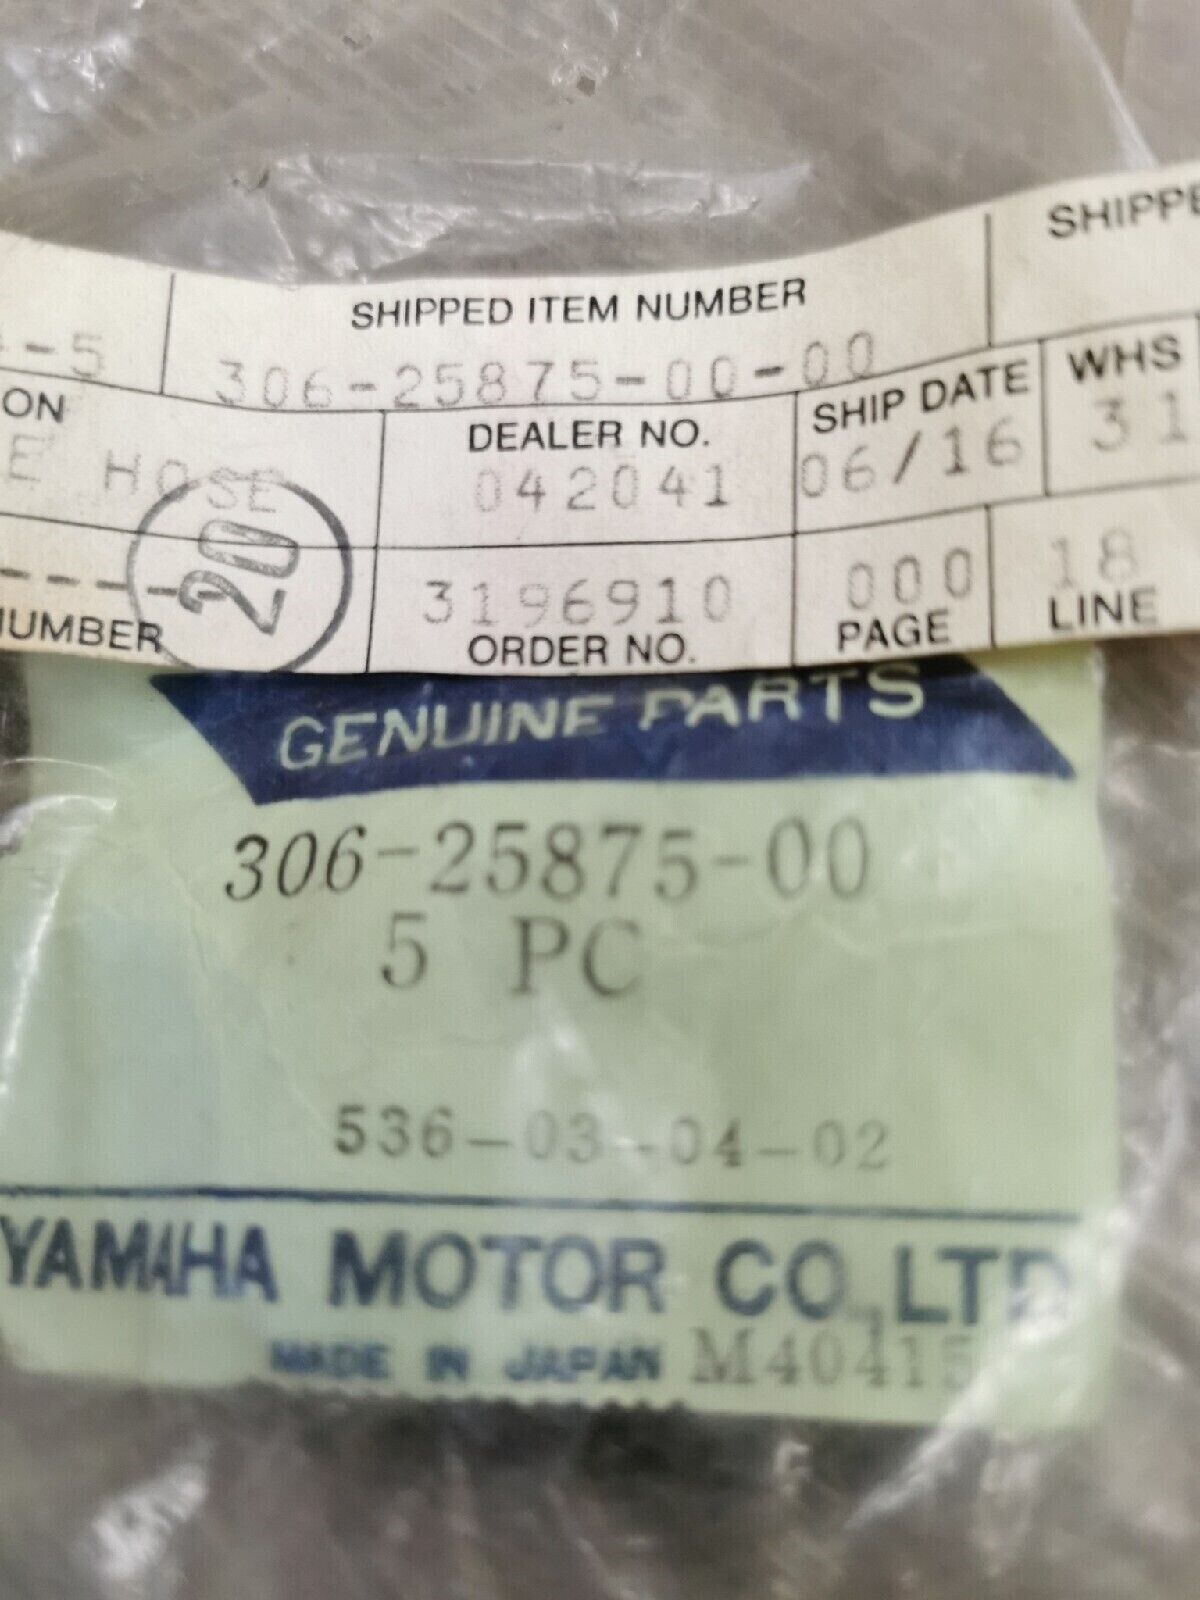 SHIPPED ITEM NUMBER
-5 306-25875-00-00
ON DEALER NO. SHIP DATE WHS
E HOSE 042041 06/16 31
20
---- 3196910 000 18
NUMBER ORDER NO. PAGE LINE
GENUINE PARTS
306-25875-00
5 PC
536-03-04-02
YAMAHA MOTOR CO.,LTD
MADE IN JAPAN M40415